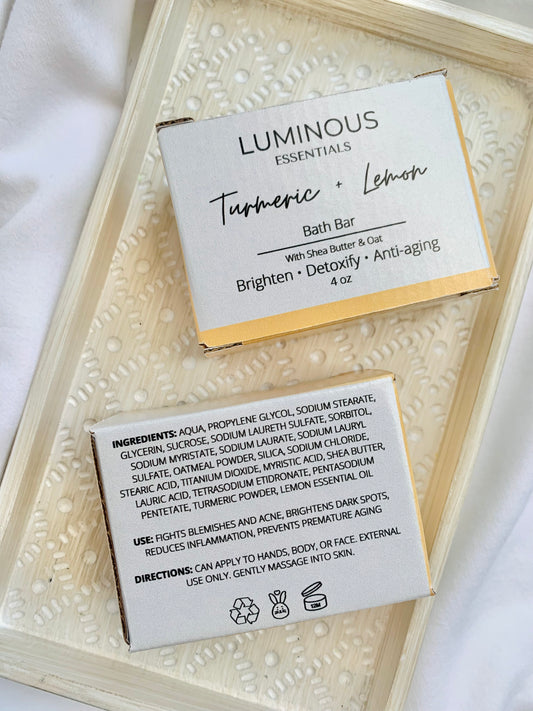 LUMINOUS
ESSENTIALS
Turmeric + Lemon
Bath Bar
With Shea Butter & Oat
Brighten • Detoxify • Anti-aging
4 oz
INGREDIENTS: AQUA, PROPYLENE GLYCOL, SODIUM STEARATE,
GLYCERIN, SUCROSE, SODIUM LAURETH SULFATE, SORBITOL,
SODIUM MYRISTATE, SODIUM LAURATE, SODIUM LAURYL
SULFATE, OATMEAL POWDER, SILICA, SODIUM CHLORIDE,
STEARIC ACID, TITANIUM DIOXIDE, MYRISTIC ACID, SHEA BUTTER,
LAURIC ACID, TETRASODIUM ETIDRONATE, PENTASODIUM
PENTETATE, TURMERIC POWDER, LEMON ESSENTIAL OIL
USE: FIGHTS BLEMISHES AND ACNE, BRIGHTENS DARK SPOTS,
REDUCES INFLAMMATION, PREVENTS PREMATURE AGING
DIRECTIONS: CAN APPLY TO HANDS, BODY, OR FACE. EXTERNAL
USE ONLY. GENTLY MASSAGE INTO SKIN.
12M